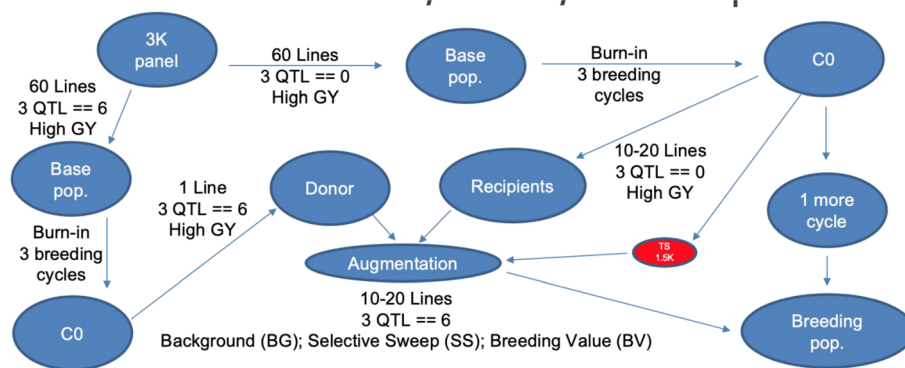 3K
panel
60 Lines
3 QTL == 0
High GY
Base
pop.
Burn-in
3 breeding
cycles
C0
60 Lines
3 QTL == 6
High GY
Base
pop.
Burn-in
3 breeding
cycles
C0
1 Line
3 QTL == 6
High GY
Donor
Recipients
10-20 Lines
3 QTL == 0
High GY
1 more
cycle
TS
1.5K
Augmentation
10-20 Lines
3 QTL == 6
Background (BG); Selective Sweep (SS); Breeding Value (BV)
Breeding
pop.